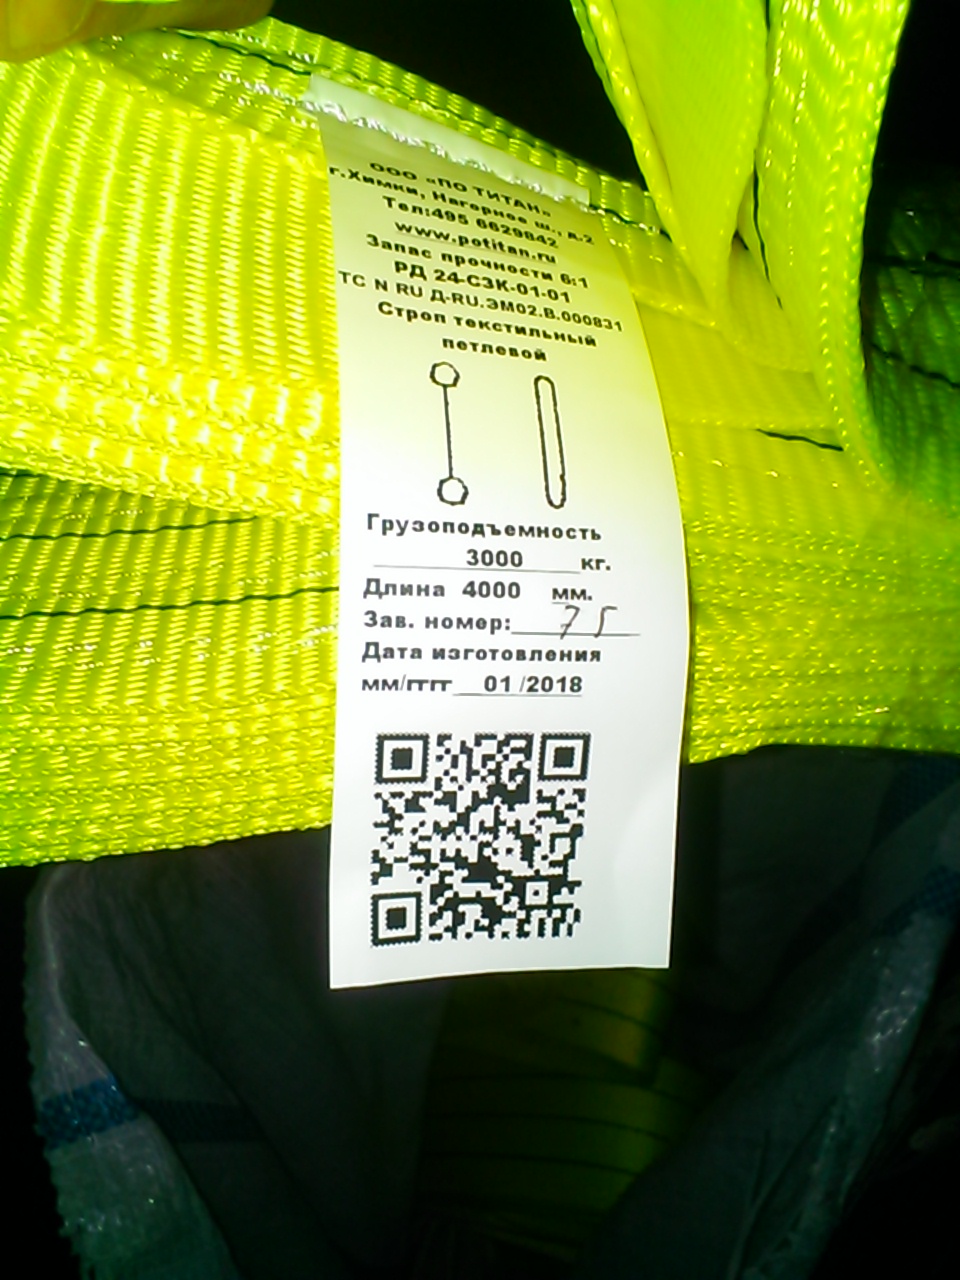 ООО «ПО ТИТАН»
г.Химки, Нагорное ш., д.2
Тел:495 6629842
www.potitan.ru
Запас прочности 6:1
РД 24-СЗК-01-01
ТС N RU Д-RU.ЭМ02.В.000831
Строп текстильный
петлевой
Грузоподъемность
3000 кг.
Длина 4000 мм.
Зав. номер: 75
Дата изготовления
мм/гггг 01 /2018